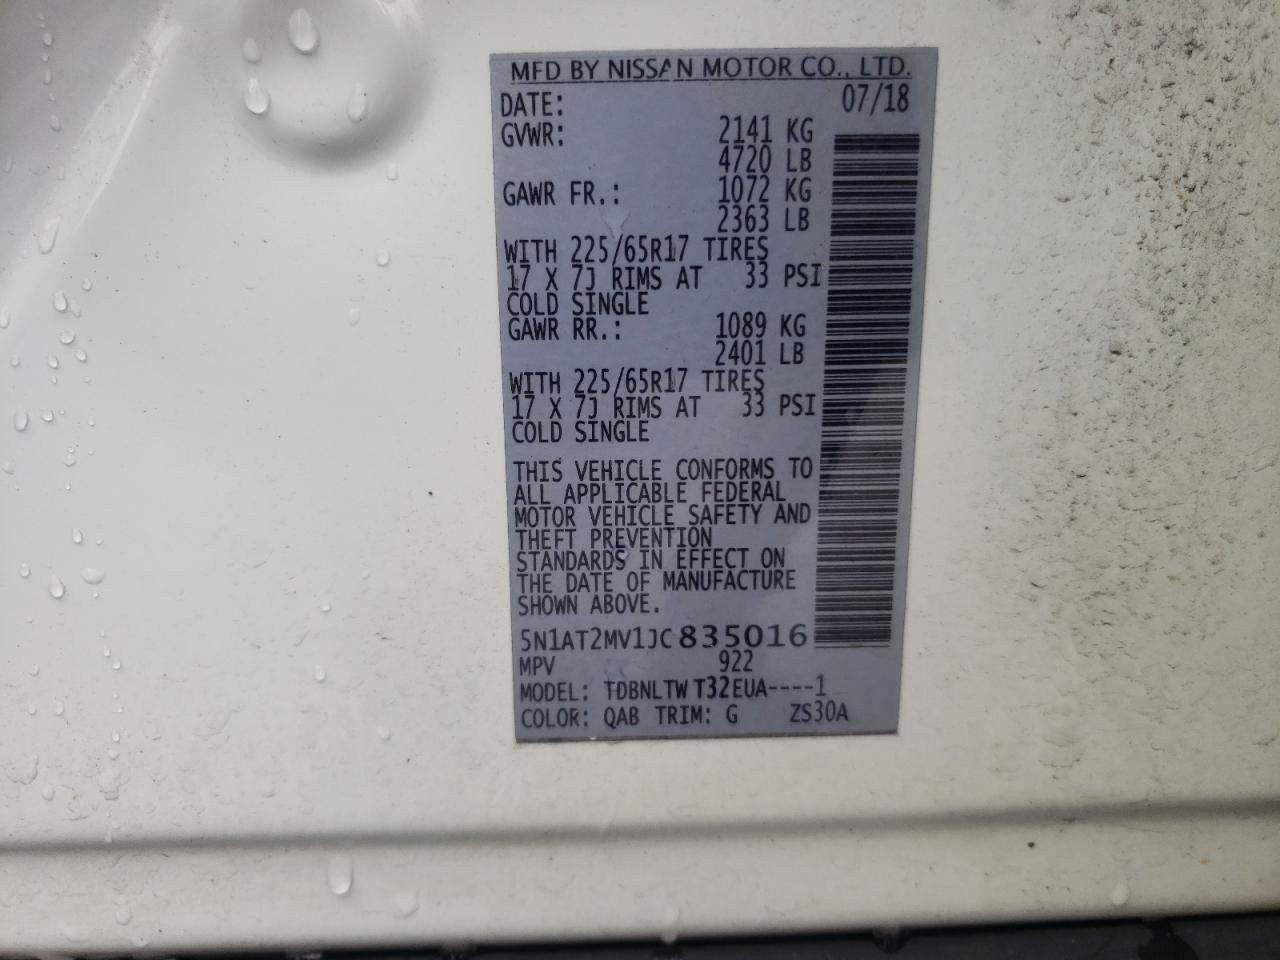 MFD BY NISSAN MOTOR CO., LTD.
DATE: 07/18
GVWR: 2141 KG
4720 LB
GAWR FR.: 1072 KG
2363 LB
WITH 225/65R17 TIRES
17 X 7J RIMS AT 33 PSI
COLD SINGLE
GAWR RR.: 1089 KG
2401 LB
WITH 225/65R17 TIRES
17 X 7J RIMS AT 33 PSI
COLD SINGLE
THIS VEHICLE CONFORMS TO
ALL APPLICABLE FEDERAL
MOTOR VEHICLE SAFETY AND
THEFT PREVENTION
STANDARDS IN EFFECT ON
THE DATE OF MANUFACTURE
SHOWN ABOVE.
5N1AT2MV1JC835016
MPV 922
MODEL: TDBNLTWT32EUA----1
COLOR: QAB TRIM: G ZS30A